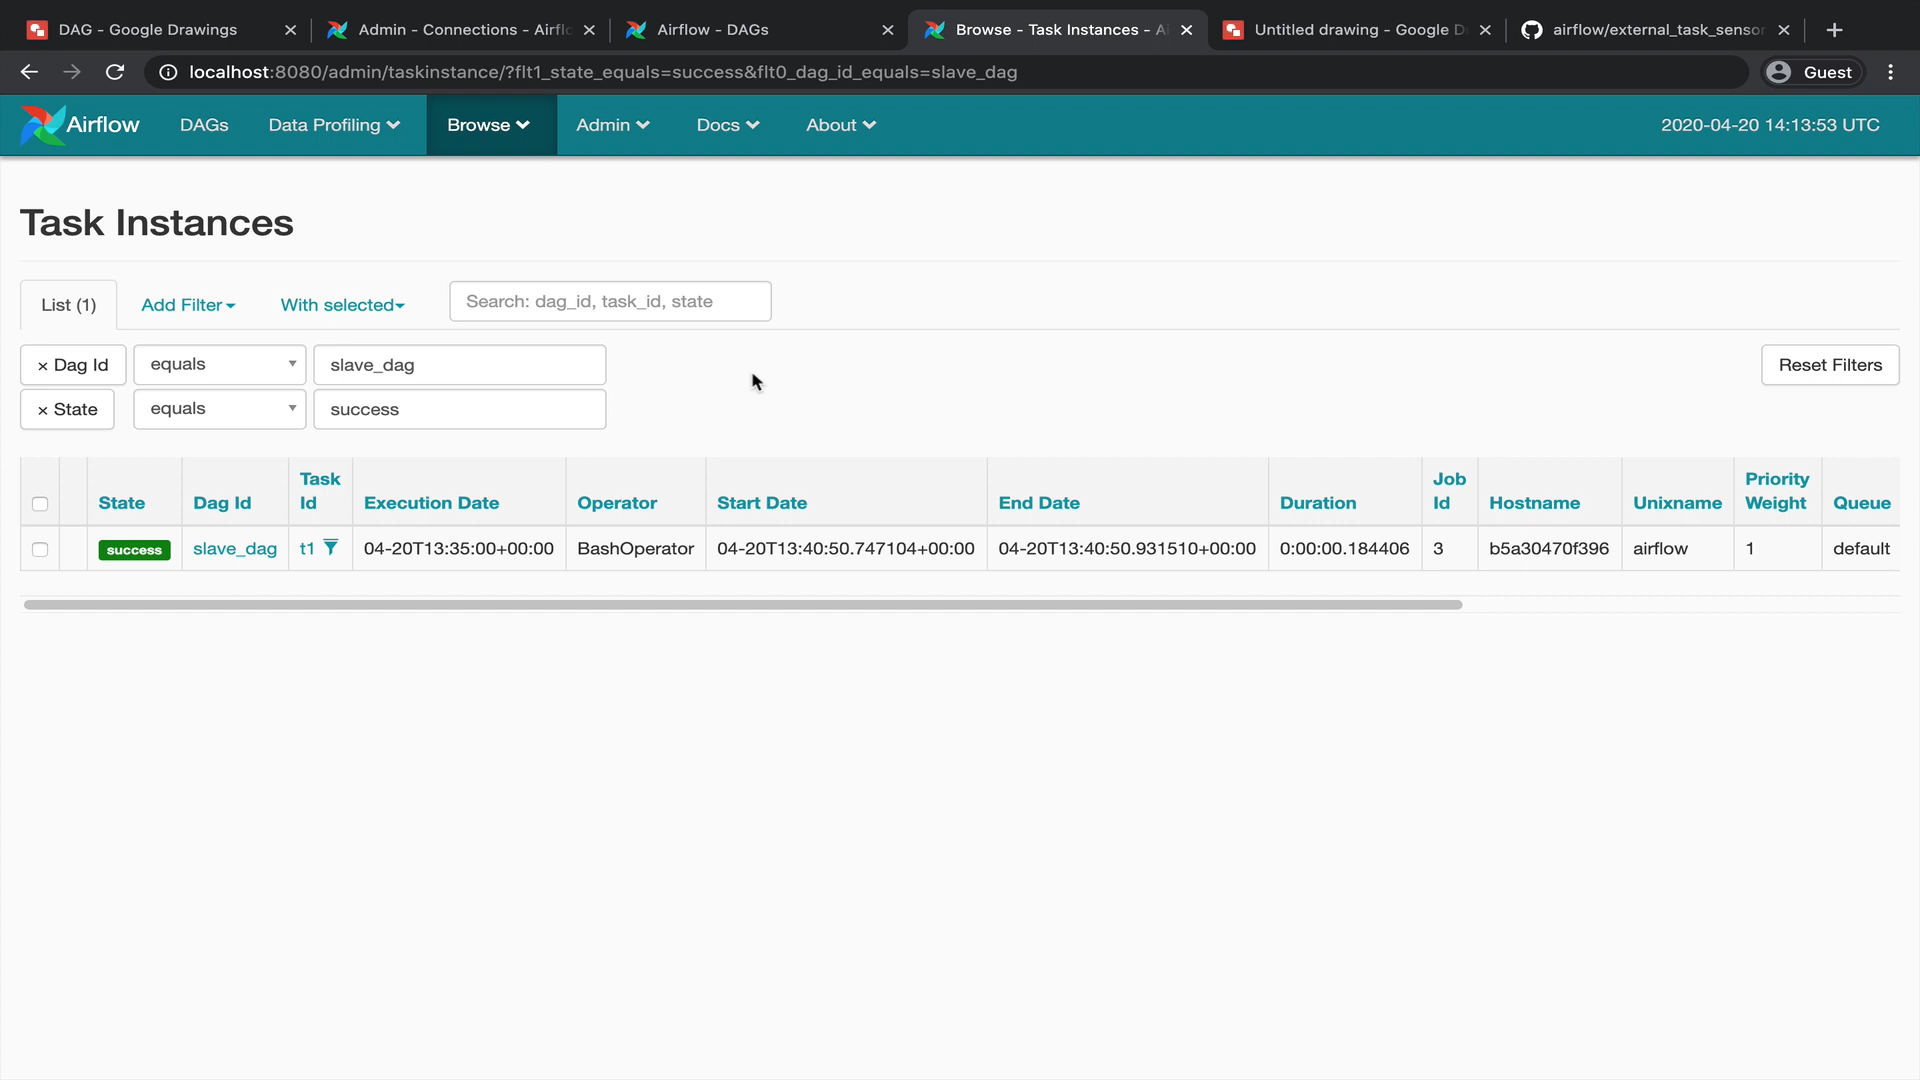 DAG - Google Drawings
Admin - Connections - Airflo
Airflow - DAGs
Browse - Task Instances - Ai
Untitled drawing - Google D
airflow/external_task_sensor
localhost:8080/admin/taskinstance/?flt1_state_equals=success&flt0_dag_id_equals=slave_dag
Guest
Airflow DAGs Data Profiling Browse Admin Docs About 2020-04-20 14:13:53 UTC
Task Instances
List (1) Add Filter With selected Search: dag_id, task_id, state
× Dag Id equals slave_dag Reset Filters
× State equals success
State Dag Id Task Id Execution Date Operator Start Date End Date Duration Job Id Hostname Unixname Priority Weight Queue
success slave_dag t1 04-20T13:35:00+00:00 BashOperator 04-20T13:40:50.747104+00:00 04-20T13:40:50.931510+00:00 0:00:00.184406 3 b5a30470f396 airflow 1 default